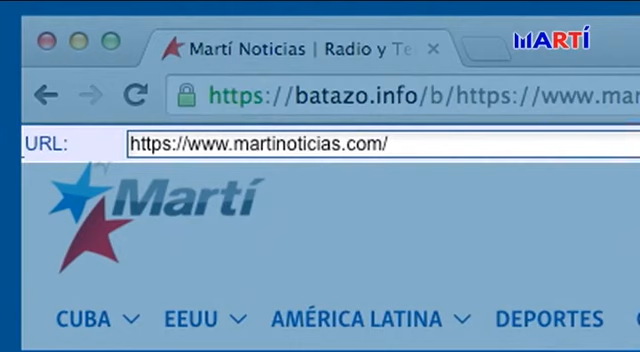 MARTÍ
Martí Noticias | Radio y Te
https://batazo.info/b/https://www.mar
URL: https://www.martinoticias.com/
Martí
CUBA EEUU AMÉRICA LATINA DEPORTES